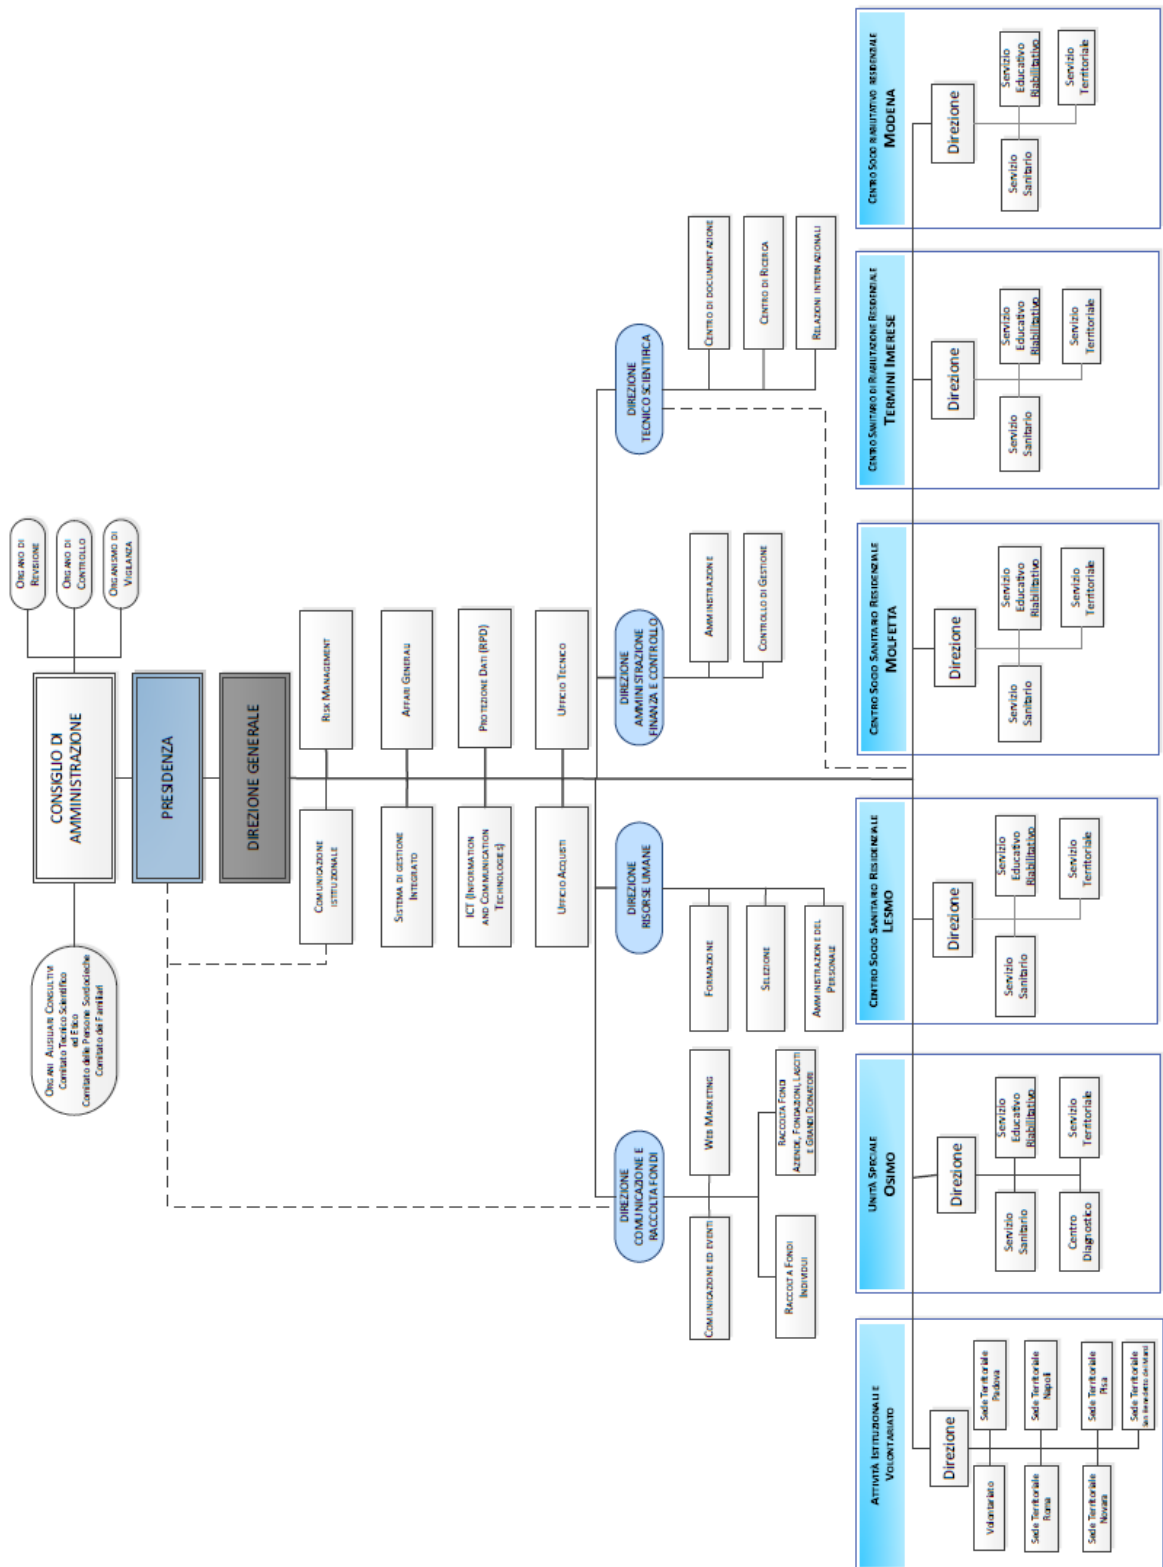 ORGANI AUSILIARI CONSULTIVI
Comitato Tecnico Scientifico
ed Etico
Comitato delle Persone Sordocieche
Comitato dei Familiari
CONSIGLIO DI
AMMINISTRAZIONE
ORGANO DI
REVISIONE
ORGANO DI
CONTROLLO
ORGANISMO DI
VIGILANZA
PRESIDENZA
DIREZIONE GENERALE
COMUNICAZIONE
ISTITUZIONALE
RISK MANAGEMENT
SISTEMA DI GESTIONE
INTEGRATO
AFFARI GENERALI
ICT (INFORMATION
AND COMMUNICATION
TECHNOLOGIES)
PROTEZIONE DATI (RPD)
UFFICIO ACQUISTI
UFFICIO TECNICO
DIREZIONE
COMUNICAZIONE E
RACCOLTA FONDI
COMUNICAZIONE ED EVENTI
WEB MARKETING
RACCOLTA FONDI
INDIVIDUI
RACCOLTA FONDI
AZIENDE, FONDAZIONI, LASCITI
E GRANDI DONATORI
DIREZIONE
RISORSE UMANE
FORMAZIONE
SELEZIONE
AMMINISTRAZIONE DEL
PERSONALE
DIREZIONE
AMMINISTRAZIONE
FINANZA E CONTROLLO
AMMINISTRAZIONE
CONTROLLO DI GESTIONE
DIREZIONE
TECNICO SCIENTIFICA
CENTRO DI DOCUMENTAZIONE
CENTRO DI RICERCA
RELAZIONI INTERNAZIONALI
ATTIVITÀ ISTITUZIONALI E
VOLONTARIATO
Direzione
Volontariato
Sede Territoriale
Padova
Sede Territoriale
Roma
Sede Territoriale
Napoli
Sede Territoriale
Novara
Sede Territoriale
Pisa
Sede Territoriale
San Benedetto dei Marsi
UNITÀ SPECIALE
OSIMO
Direzione
Servizio
Sanitario
Servizio
Educativo
Riabilitativo
Centro
Diagnostico
Servizio
Territoriale
CENTRO SOCIO SANITARIO RESIDENZIALE
LESMO
Direzione
Servizio
Sanitario
Servizio
Educativo
Riabilitativo
Servizio
Territoriale
CENTRO SOCIO SANITARIO RESIDENZIALE
MOLFETTA
Direzione
Servizio
Sanitario
Servizio
Educativo
Riabilitativo
Servizio
Territoriale
CENTRO SANITARIO DI RIABILITAZIONE RESIDENZIALE
TERMINI IMERESE
Direzione
Servizio
Sanitario
Servizio
Educativo
Riabilitativo
Servizio
Territoriale
CENTRO SOCIO RIABILITATIVO RESIDENZIALE
MODENA
Direzione
Servizio
Sanitario
Servizio
Educativo
Riabilitativo
Servizio
Territoriale